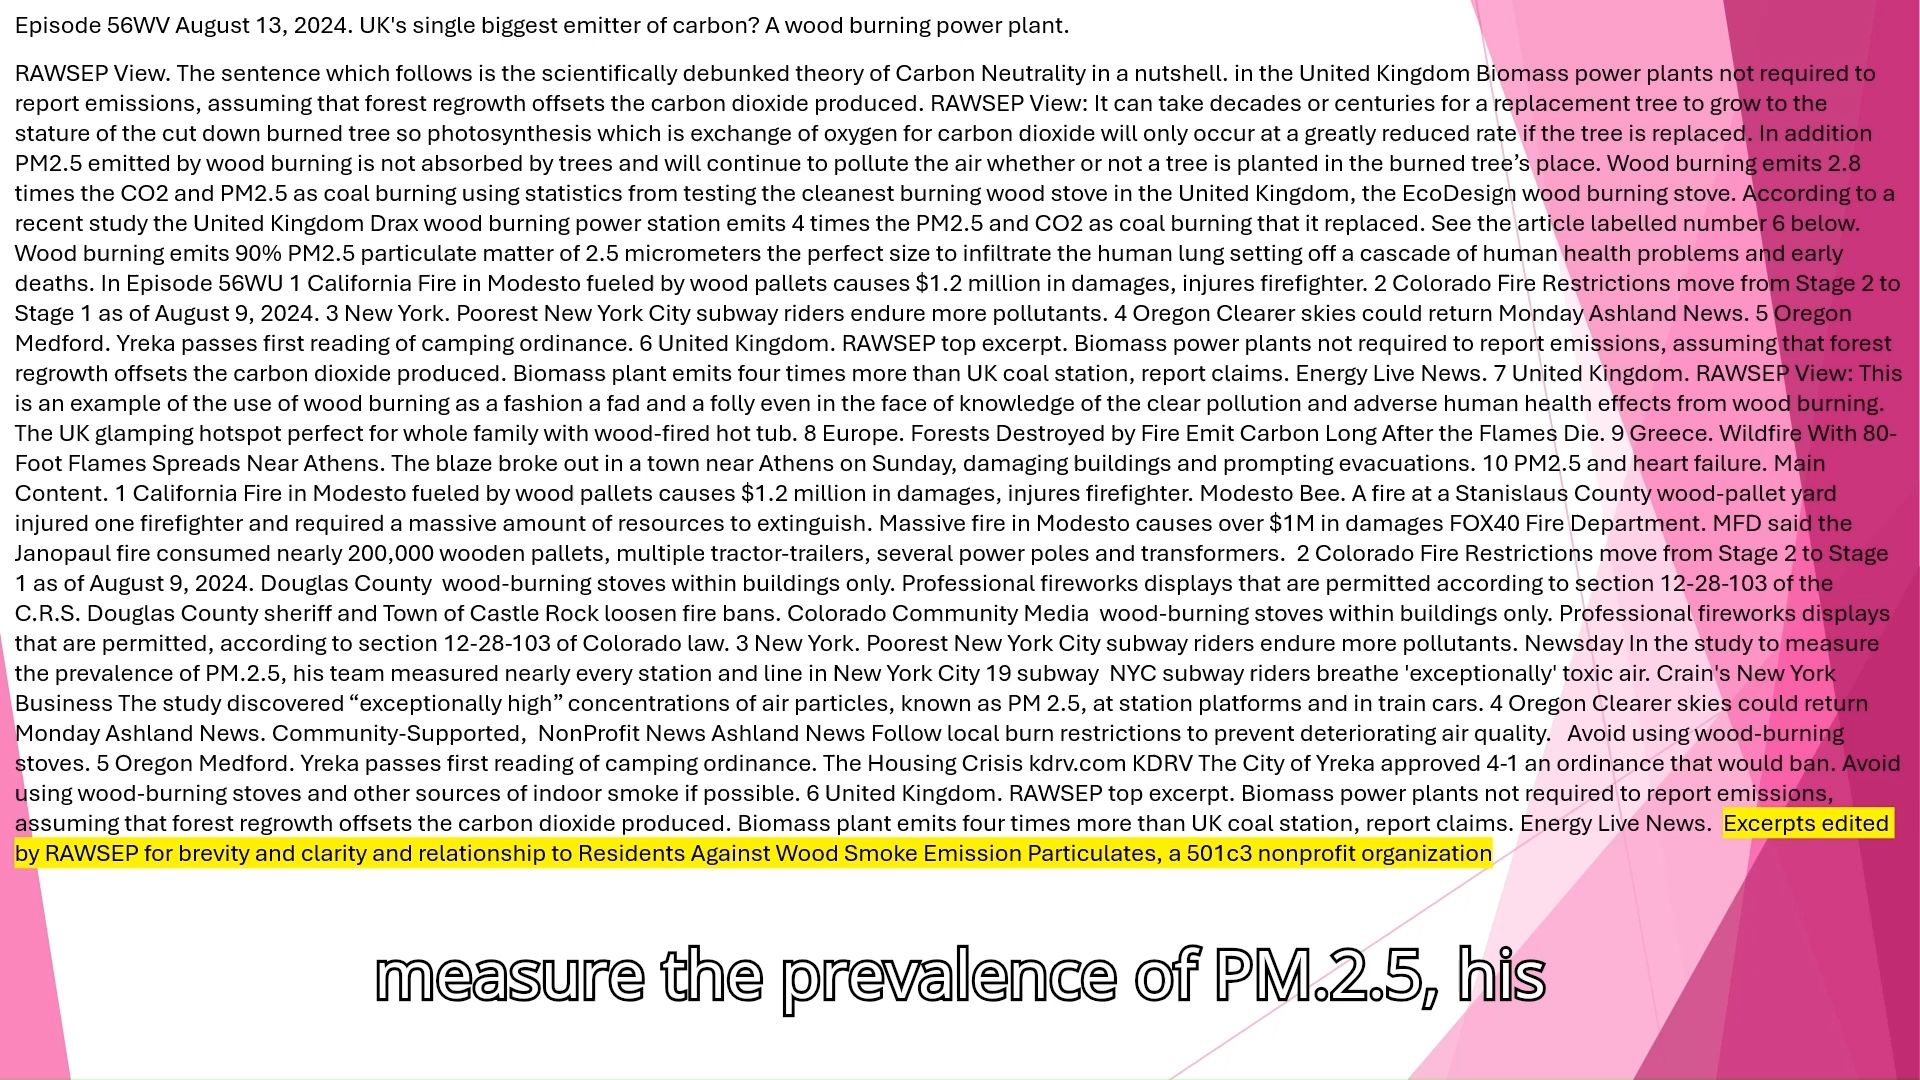 Episode 56WV August 13, 2024. UK's single biggest emitter of carbon? A wood burning power plant.
RAWSEP View. The sentence which follows is the scientifically debunked theory of Carbon Neutrality in a nutshell. in the United Kingdom Biomass power plants not required to
report emissions, assuming that forest regrowth offsets the carbon dioxide produced. RAWSEP View: It can take decades or centuries for a replacement tree to grow to the
stature of the cut down burned tree so photosynthesis which is exchange of oxygen for carbon dioxide will only occur at a greatly reduced rate if the tree is replaced. In addition
PM2.5 emitted by wood burning is not absorbed by trees and will continue to pollute the air whether or not a tree is planted in the burned tree’s place. Wood burning emits 2.8
times the CO2 and PM2.5 as coal burning using statistics from testing the cleanest burning wood stove in the United Kingdom, the EcoDesign wood burning stove. According to a
recent study the United Kingdom Drax wood burning power station emits 4 times the PM2.5 and CO2 as coal burning that it replaced. See the article labelled number 6 below.
Wood burning emits 90% PM2.5 particulate matter of 2.5 micrometers the perfect size to infiltrate the human lung setting off a cascade of human health problems and early
deaths. In Episode 56WU 1 California Fire in Modesto fueled by wood pallets causes $1.2 million in damages, injures firefighter. 2 Colorado Fire Restrictions move from Stage 2 to
Stage 1 as of August 9, 2024. 3 New York. Poorest New York City subway riders endure more pollutants. 4 Oregon Clearer skies could return Monday Ashland News. 5 Oregon
Medford. Yreka passes first reading of camping ordinance. 6 United Kingdom. RAWSEP top excerpt. Biomass power plants not required to report emissions, assuming that forest
regrowth offsets the carbon dioxide produced. Biomass plant emits four times more than UK coal station, report claims. Energy Live News. 7 United Kingdom. RAWSEP View: This
is an example of the use of wood burning as a fashion a fad and a folly even in the face of knowledge of the clear pollution and adverse human health effects from wood burning.
The UK glamping hotspot perfect for whole family with wood-fired hot tub. 8 Europe. Forests Destroyed by Fire Emit Carbon Long After the Flames Die. 9 Greece. Wildfire With 80-
Foot Flames Spreads Near Athens. The blaze broke out in a town near Athens on Sunday, damaging buildings and prompting evacuations. 10 PM2.5 and heart failure. Main
Content. 1 California Fire in Modesto fueled by wood pallets causes $1.2 million in damages, injures firefighter. Modesto Bee. A fire at a Stanislaus County wood-pallet yard
injured one firefighter and required a massive amount of resources to extinguish. Massive fire in Modesto causes over $1M in damages FOX40 Fire Department. MFD said the
Janopaul fire consumed nearly 200,000 wooden pallets, multiple tractor-trailers, several power poles and transformers.  2 Colorado Fire Restrictions move from Stage 2 to Stage
1 as of August 9, 2024. Douglas County  wood-burning stoves within buildings only. Professional fireworks displays that are permitted according to section 12-28-103 of the
C.R.S. Douglas County sheriff and Town of Castle Rock loosen fire bans. Colorado Community Media  wood-burning stoves within buildings only. Professional fireworks displays
that are permitted, according to section 12-28-103 of Colorado law. 3 New York. Poorest New York City subway riders endure more pollutants. Newsday In the study to measure
the prevalence of PM.2.5, his team measured nearly every station and line in New York City 19 subway  NYC subway riders breathe 'exceptionally' toxic air. Crain's New York
Business The study discovered “exceptionally high” concentrations of air particles, known as PM 2.5, at station platforms and in train cars. 4 Oregon Clearer skies could return
Monday Ashland News. Community-Supported,  NonProfit News Ashland News Follow local burn restrictions to prevent deteriorating air quality.   Avoid using wood-burning
stoves. 5 Oregon Medford. Yreka passes first reading of camping ordinance. The Housing Crisis kdrv.com KDRV The City of Yreka approved 4-1 an ordinance that would ban. Avoid
using wood-burning stoves and other sources of indoor smoke if possible. 6 United Kingdom. RAWSEP top excerpt. Biomass power plants not required to report emissions,
assuming that forest regrowth offsets the carbon dioxide produced. Biomass plant emits four times more than UK coal station, report claims. Energy Live News.  Excerpts edited
by RAWSEP for brevity and clarity and relationship to Residents Against Wood Smoke Emission Particulates, a 501c3 nonprofit organization
measure the prevalence of PM.2.5, his